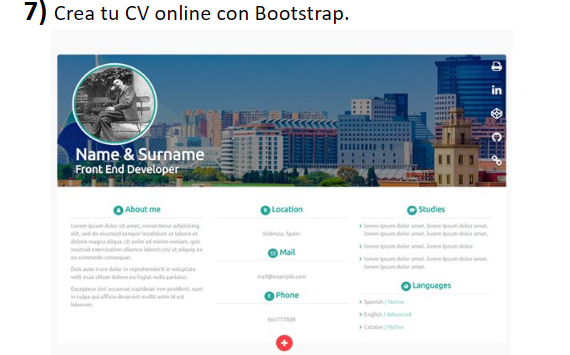 7) Crea tu CV online con Bootstrap.
in
Name & Surname
Front End Developer
About me
Lorem ipsum dolor sit amet, consectetur adipisicing
elit, sed do eiusmod tempor incididunt ut labore et
dolore magna aliqua. Ut enim ad minim veniam, quis
nostrud exercitation ullamco laboris nisi ut aliquip ex
ea commodo consequat.
Duis aute irure dolor in reprehenderit in voluptate
velit esse cillum dolore eu fugiat nulla pariatur.
Excepteur sint occaecat cupidatat non proident, sunt
in culpa qui officia deserunt mollit anim id est
laborum.
Location
València, Spain.
Mail
mail@example.com
Phone
666777888
Studies
lorem ipsum dolor amet, lorem ipsum dolor amet,
lorem ipsum dolor amet, lorem ipsum dolor amet.
lorem ipsum dolor amet, lorem ipsum dolor.
lorem ipsum dolor amet, lorem ipsum dolor amet,
lorem ipsum dolor amet.
Languages
Spanish / Native
English / Advanced
Catalan / Native